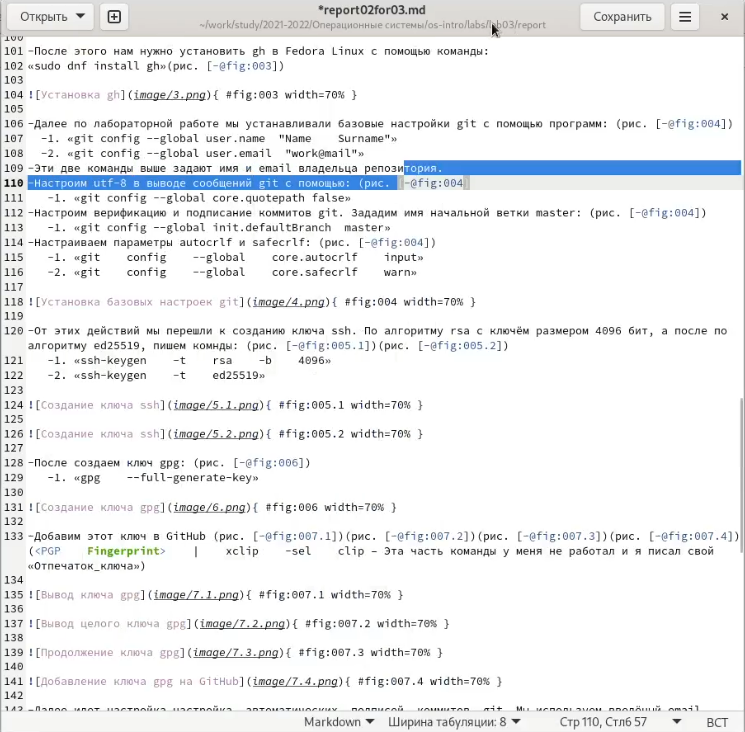 Открыть
*report02for03.md
~/work/study/2021-2022/Операционные системы/os-intro/labs/lab03/report
Сохранить
100
101 -После этого нам нужно установить gh в Fedora Linux с помощью команды:
102 «sudo dnf install gh»(рис. [-@fig:003])
103
104 ![Установка gh](image/3.png){ #fig:003 width=70% }
105
106 -Далее по лабораторной работе мы устанавливали базовые настройки git с помощью программ: (рис. [-@fig:004])
107 -1. «git config --global user.name "Name Surname"»
108 -2. «git config --global user.email "work@mail"»
109 -Эти две команды выше задают имя и email владельца репозитория.
110 -Настроим utf-8 в выводе сообщений git с помощью: (рис. [-@fig:004]
111 -1. «git config --global core.quotepath false»
112 -Настроим верификацию и подписание коммитов git. Зададим имя начальной ветки master: (рис. [-@fig:004])
113 -1. «git config --global init.defaultBranch master»
114 -Настраиваем параметры autocrlf и safecrlf: (рис. [-@fig:004])
115 -1. «git config --global core.autocrlf input»
116 -2. «git config --global core.safecrlf warn»
117
118 ![Установка базовых настроек git](image/4.png){ #fig:004 width=70% }
119
120 -От этих действий мы перешли к созданию ключа ssh. По алгоритму rsa с ключём размером 4096 бит, а после по
алгоритму ed25519, пишем комнды: (рис. [-@fig:005.1])(рис. [-@fig:005.2])
121 -1. «ssh-keygen -t rsa -b 4096»
122 -2. «ssh-keygen -t ed25519»
123
124 ![Создание ключа ssh](image/5.1.png){ #fig:005.1 width=70% }
125
126 ![Создание ключа ssh](image/5.2.png){ #fig:005.2 width=70% }
127
128 -После создаем ключ gpg: (рис. [-@fig:006])
129 -1. «gpg --full-generate-key»
130
131 ![Создание ключа gpg](image/6.png){ #fig:006 width=70% }
132
133 -Добавим этот ключ в GitHub (рис. [-@fig:007.1])(рис. [-@fig:007.2])(рис. [-@fig:007.3])(рис. [-@fig:007.4])
(<PGP Fingerprint> | xclip -sel clip – Эта часть команды у меня не работал и я писал свой
«Отпечаток_ключа»)
134
135 ![Вывод ключа gpg](image/7.1.png){ #fig:007.1 width=70% }
136
137 ![Вывод целого ключа gpg](image/7.2.png){ #fig:007.2 width=70% }
138
139 ![Продолжение ключа gpg](image/7.3.png){ #fig:007.3 width=70% }
140
141 ![Добавление ключа gpg на GitHub](image/7.4.png){ #fig:007.4 width=70% }
142
143 -Далее идет настройка настройка автоматических подписей коммитов git. Мы используем введёный email
Markdown Ширина табуляции: 8 Стр 110, Стлб 57 ВСТ